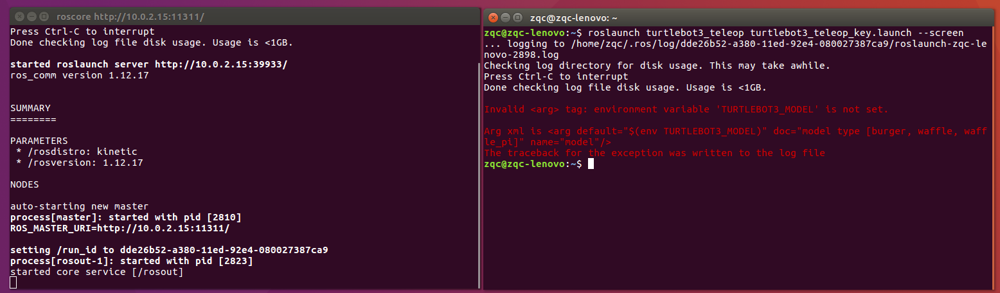 roscore http://10.0.2.15:11311/
Press Ctrl-C to interrupt
Done checking log file disk usage. Usage is <1GB.
started roslaunch server http://10.0.2.15:39933/
ros_comm version 1.12.17
SUMMARY
========
PARAMETERS
* /rosdistro: kinetic
* /rosversion: 1.12.17
NODES
auto-starting new master
process[master]: started with pid [2810]
ROS_MASTER_URI=http://10.0.2.15:11311/
setting /run_id to dde26b52-a380-11ed-92e4-080027387ca9
process[rosout-1]: started with pid [2823]
started core service [/rosout]
zqc@zqc-lenovo: ~
zqc@zqc-lenovo:~$ roslaunch turtlebot3_teleop turtlebot3_teleop_key.launch --screen
... logging to /home/zqc/.ros/log/dde26b52-a380-11ed-92e4-080027387ca9/roslaunch-zqc-le
novo-2898.log
Checking log directory for disk usage. This may take awhile.
Press Ctrl-C to interrupt
Done checking log file disk usage. Usage is <1GB.
Invalid <arg> tag: environment variable 'TURTLEBOT3_MODEL' is not set.
Arg xml is <arg default="$(env TURTLEBOT3_MODEL)" doc="model type [burger, waffle, waff
le_pi]" name="model"/>
The traceback for the exception was written to the log file
zqc@zqc-lenovo:~$